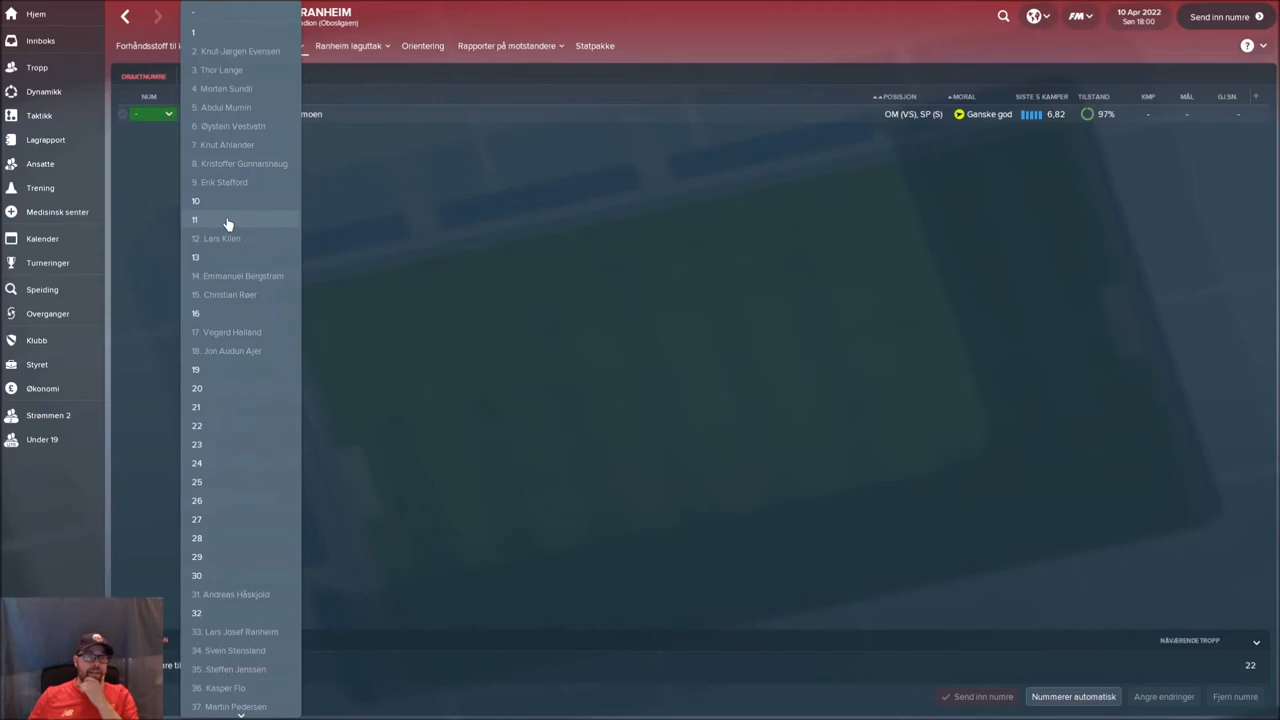 Hjem
Innboks
Tropp
Dynamikk
Taktikk
Lagrapport
Ansatte
Trening
Medisinsk senter
Kalender
Turneringer
Speiding
Overganger
Klubb
Styret
Økonomi
Strømmen 2
Under 19
RANHEIM
(Obosligaen)
10 Apr 2022
Søn 18:00
FM
Send inn numre
Ranheim laguttak
Orientering
Rapporter på motstandere
Statpakke
DRAKTNUMRE
NUM
POSISJON
MORAL
SISTE 5 KAMPER
TILSTAND
KMP
MÅL
GJ.SN.
-
moen
OM (VS), SP (S)
Ganske god
6,82
97%
-
-
-
-
1
2. Knut-Jørgen Evensen
3. Thor Lange
4. Morten Sundli
5. Abdul Mumin
6. Øystein Vestvatn
7. Knut Ahlander
8. Kristoffer Gunnarshaug
9. Erik Stafford
10
11
12. Lars Kilen
13
14. Emmanuel Bergstrøm
15. Christian Røer
16
17. Vegard Halland
18. Jon Audun Ajer
19
20
21
22
23
24
25
26
27
28
29
30
31. Andreas Håskjold
32
33. Lars Josef Ranheim
34. Svein Stensland
35. Steffen Jenssen
36. Kasper Flo
37. Martin Pedersen
NÅVÆRENDE TROPP
22
Send inn numre
Nummerer automatisk
Angre endringer
Fjern numre